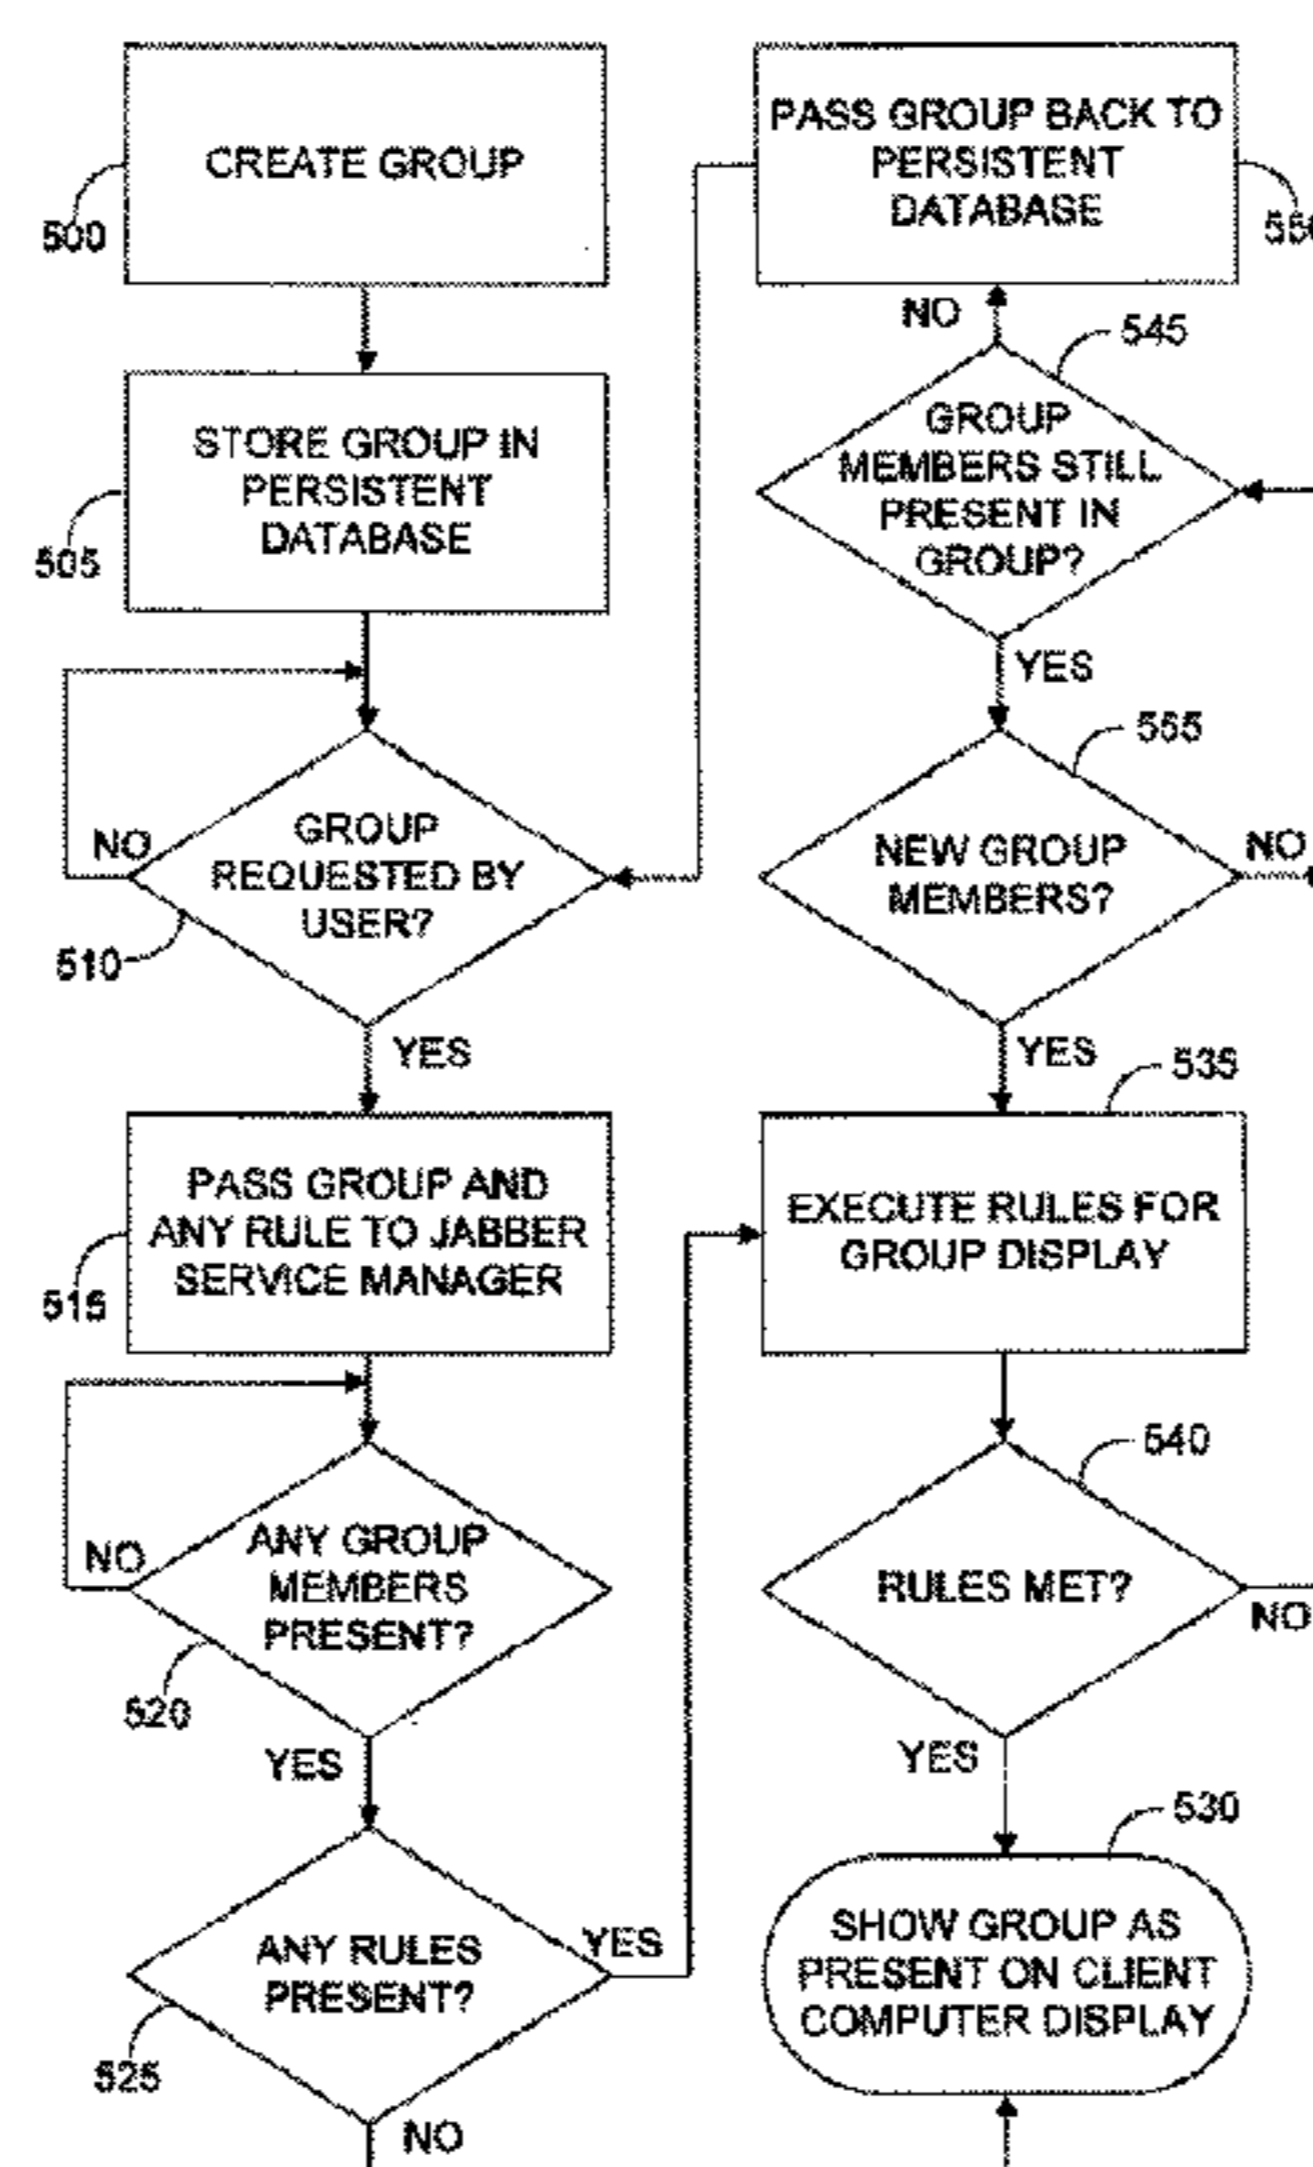 CREATE GROUP
500
STORE GROUP IN
PERSISTENT
DATABASE
505
NO
GROUP
REQUESTED BY
USER?
510
YES
PASS GROUP AND
ANY RULE TO JABBER
SERVICE MANAGER
515
NO
ANY GROUP
MEMBERS
PRESENT?
520
YES
ANY RULES
PRESENT?
YES
525
NO
PASS GROUP BACK TO
PERSISTENT
DATABASE
NO
545
GROUP
MEMBERS STILL
PRESENT IN
GROUP?
YES
555
NEW GROUP
MEMBERS?
NO
YES
535
EXECUTE RULES FOR
GROUP DISPLAY
540
RULES MET?
NO
YES
530
SHOW GROUP AS
PRESENT ON CLIENT
COMPUTER DISPLAY